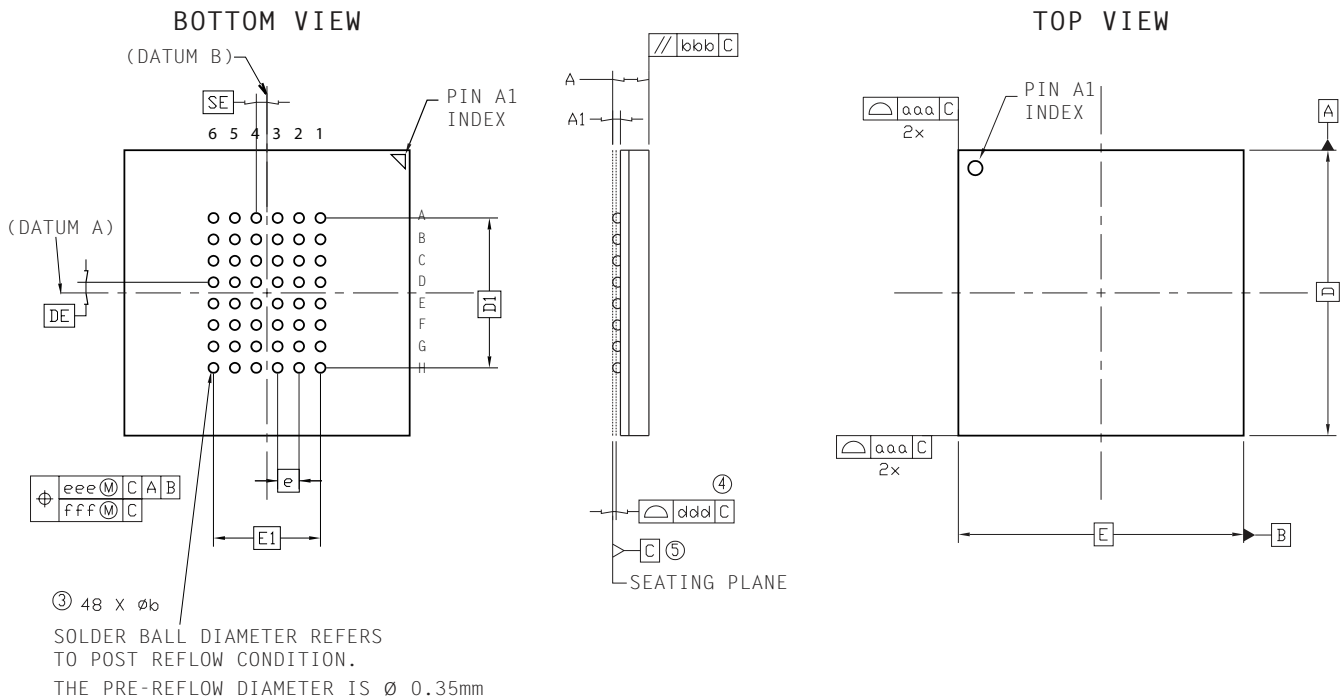 BOTTOM VIEW
(DATUM B)
SE
PIN A1
INDEX
6 5 4 3 2 1
(DATUM A)
A
B
C
D
E
F
G
H
DE
D1
eee Ⓜ C A B
fff Ⓜ C
e
E1
③ 48 X Øb
SOLDER BALL DIAMETER REFERS
TO POST REFLOW CONDITION.
THE PRE-REFLOW DIAMETER IS Ø 0.35mm
// bbb C
A
A1
④
ddd C
C ⑤
SEATING PLANE
TOP VIEW
PIN A1
INDEX
aaa C
2x
A
D
aaa C
2x
E
B